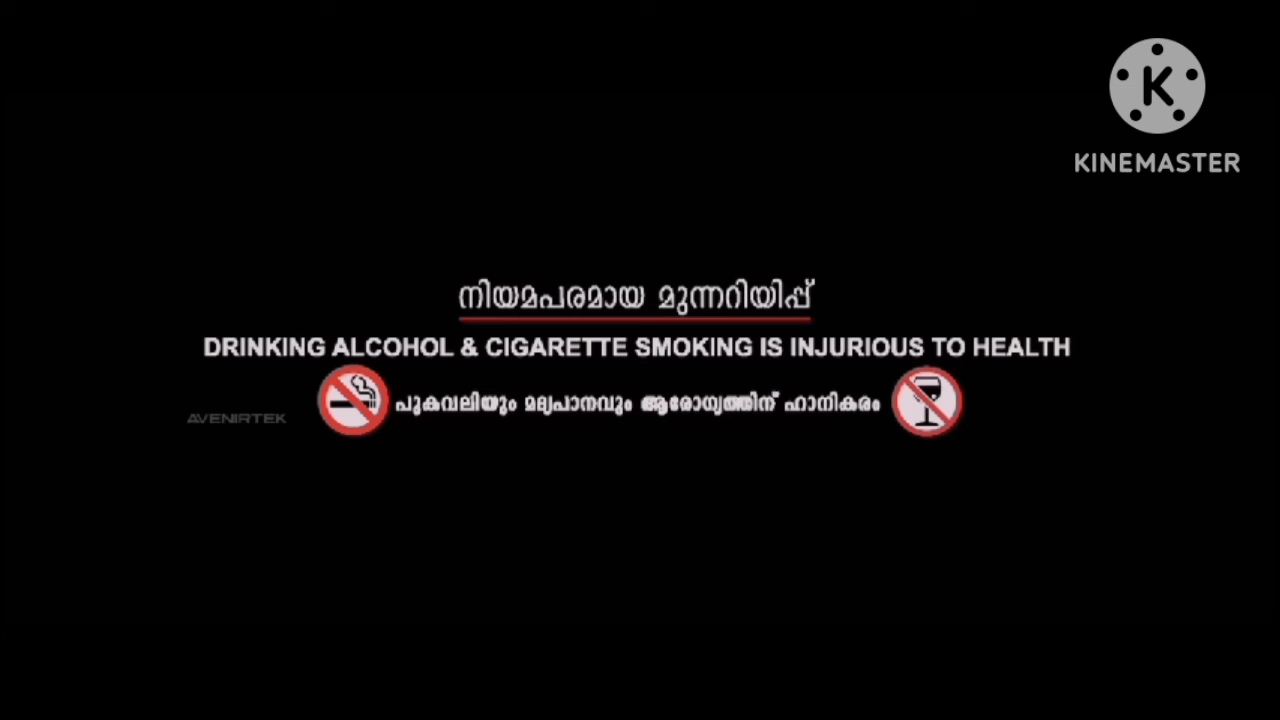 K
KINEMASTER
നിയമപരമായ മുന്നറിയിപ്പ്
DRINKING ALCOHOL & CIGARETTE SMOKING IS INJURIOUS TO HEALTH
പുകവലിയും മദ്യപാനവും ആരോഗ്യത്തിന് ഹാനികരം
AVENIRTEK